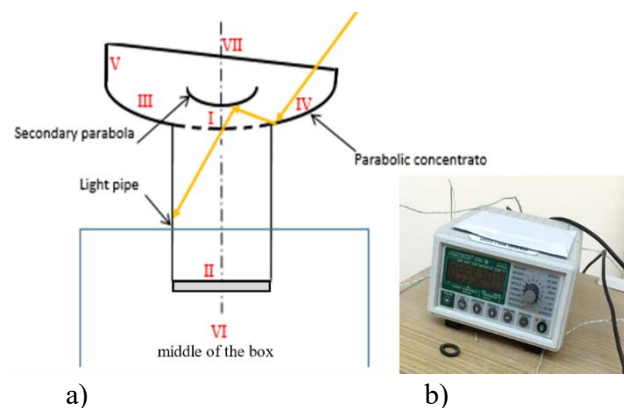 VII
V
III
I
IV
Secondary parabola
Parabolic concentrato
Light pipe
II
VI
middle of the box
a)
b)